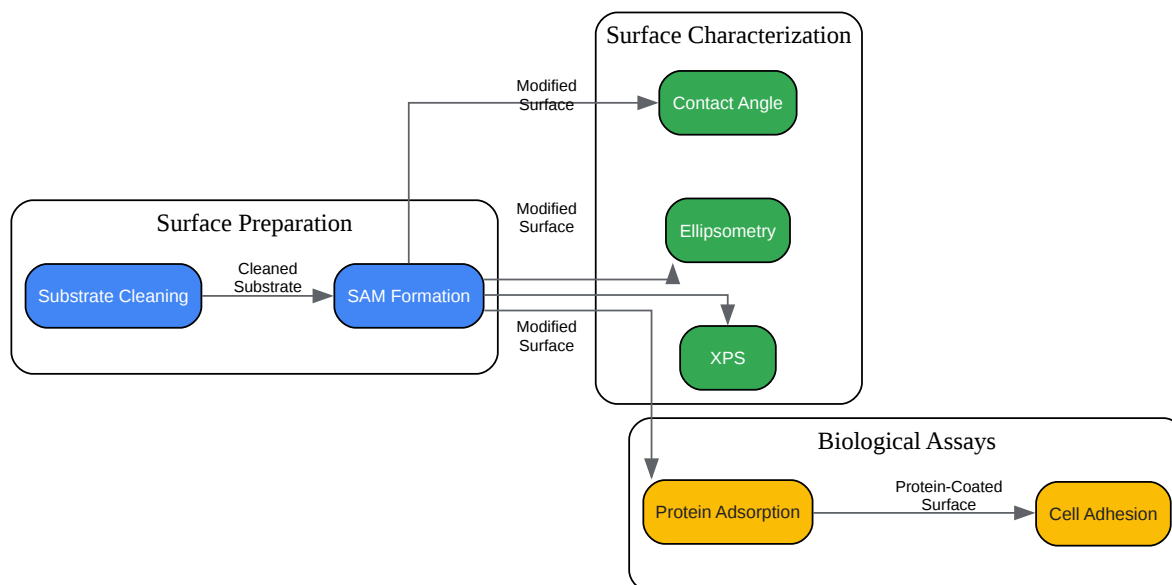 Surface Characterization
Modified
Surface
Contact Angle
Surface Preparation
Modified
Surface
Ellipsometry
Cleaned
Substrate
Substrate Cleaning
SAM Formation
Modified
Surface
XPS
Biological Assays
Protein-Coated
Surface
Protein Adsorption
Cell Adhesion